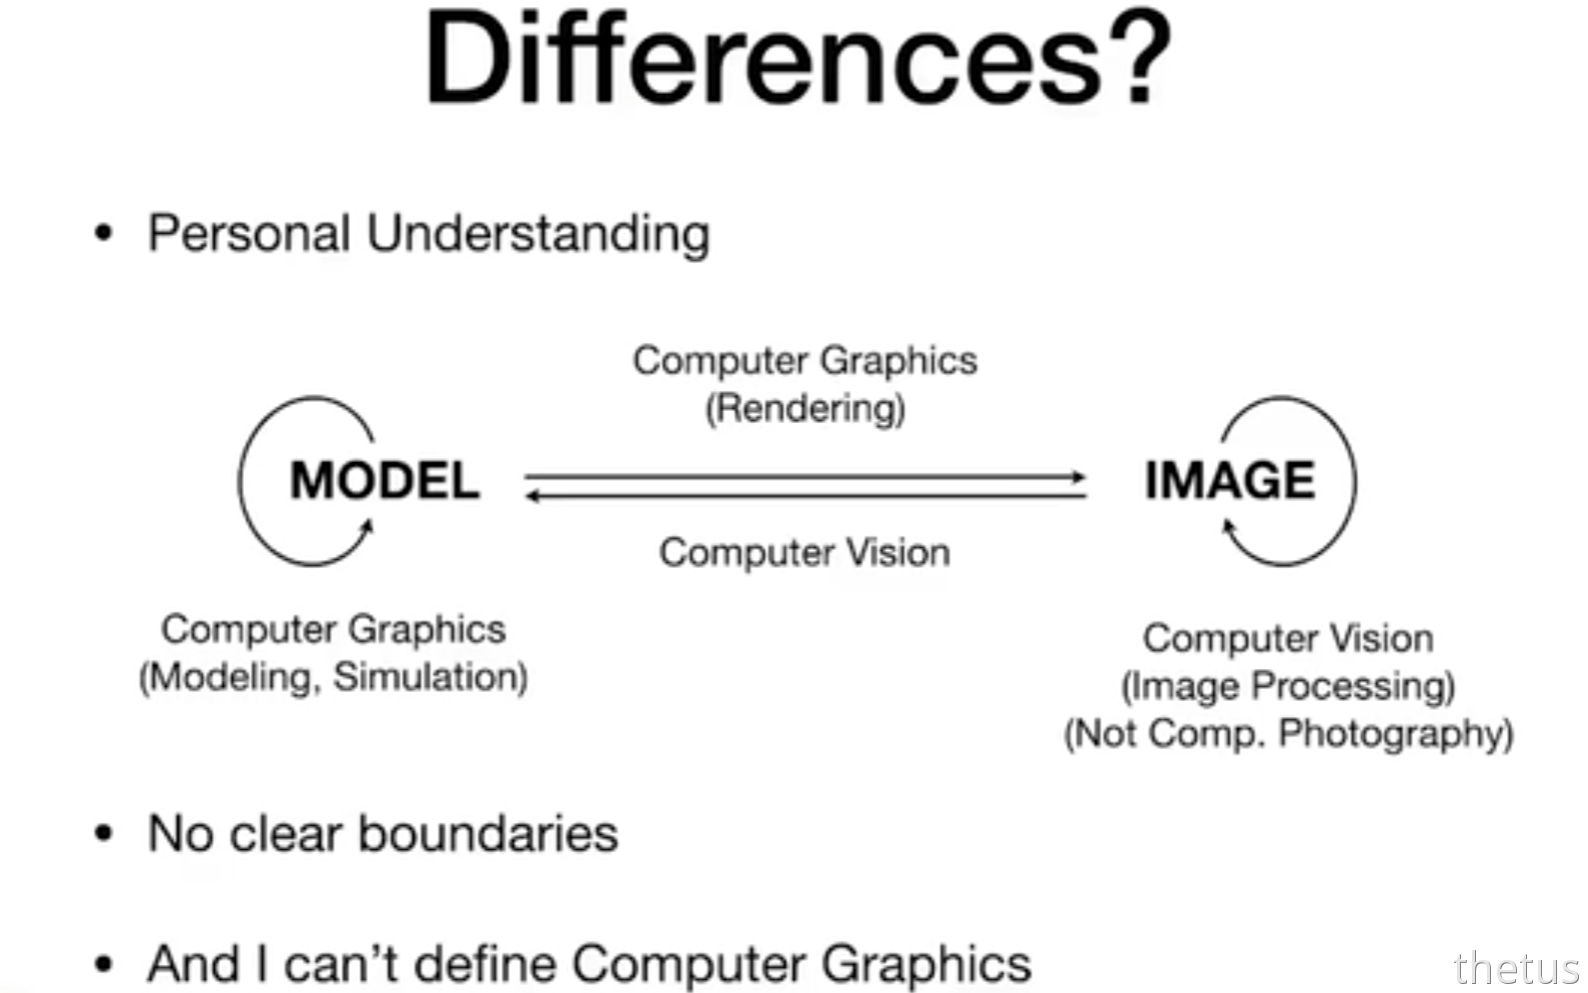 Differences?
• Personal Understanding
Computer Graphics
(Rendering)
MODEL
IMAGE
Computer Vision
Computer Graphics
(Modeling, Simulation)
Computer Vision
(Image Processing)
(Not Comp. Photography)
• No clear boundaries
• And I can't define Computer Graphics
thetus